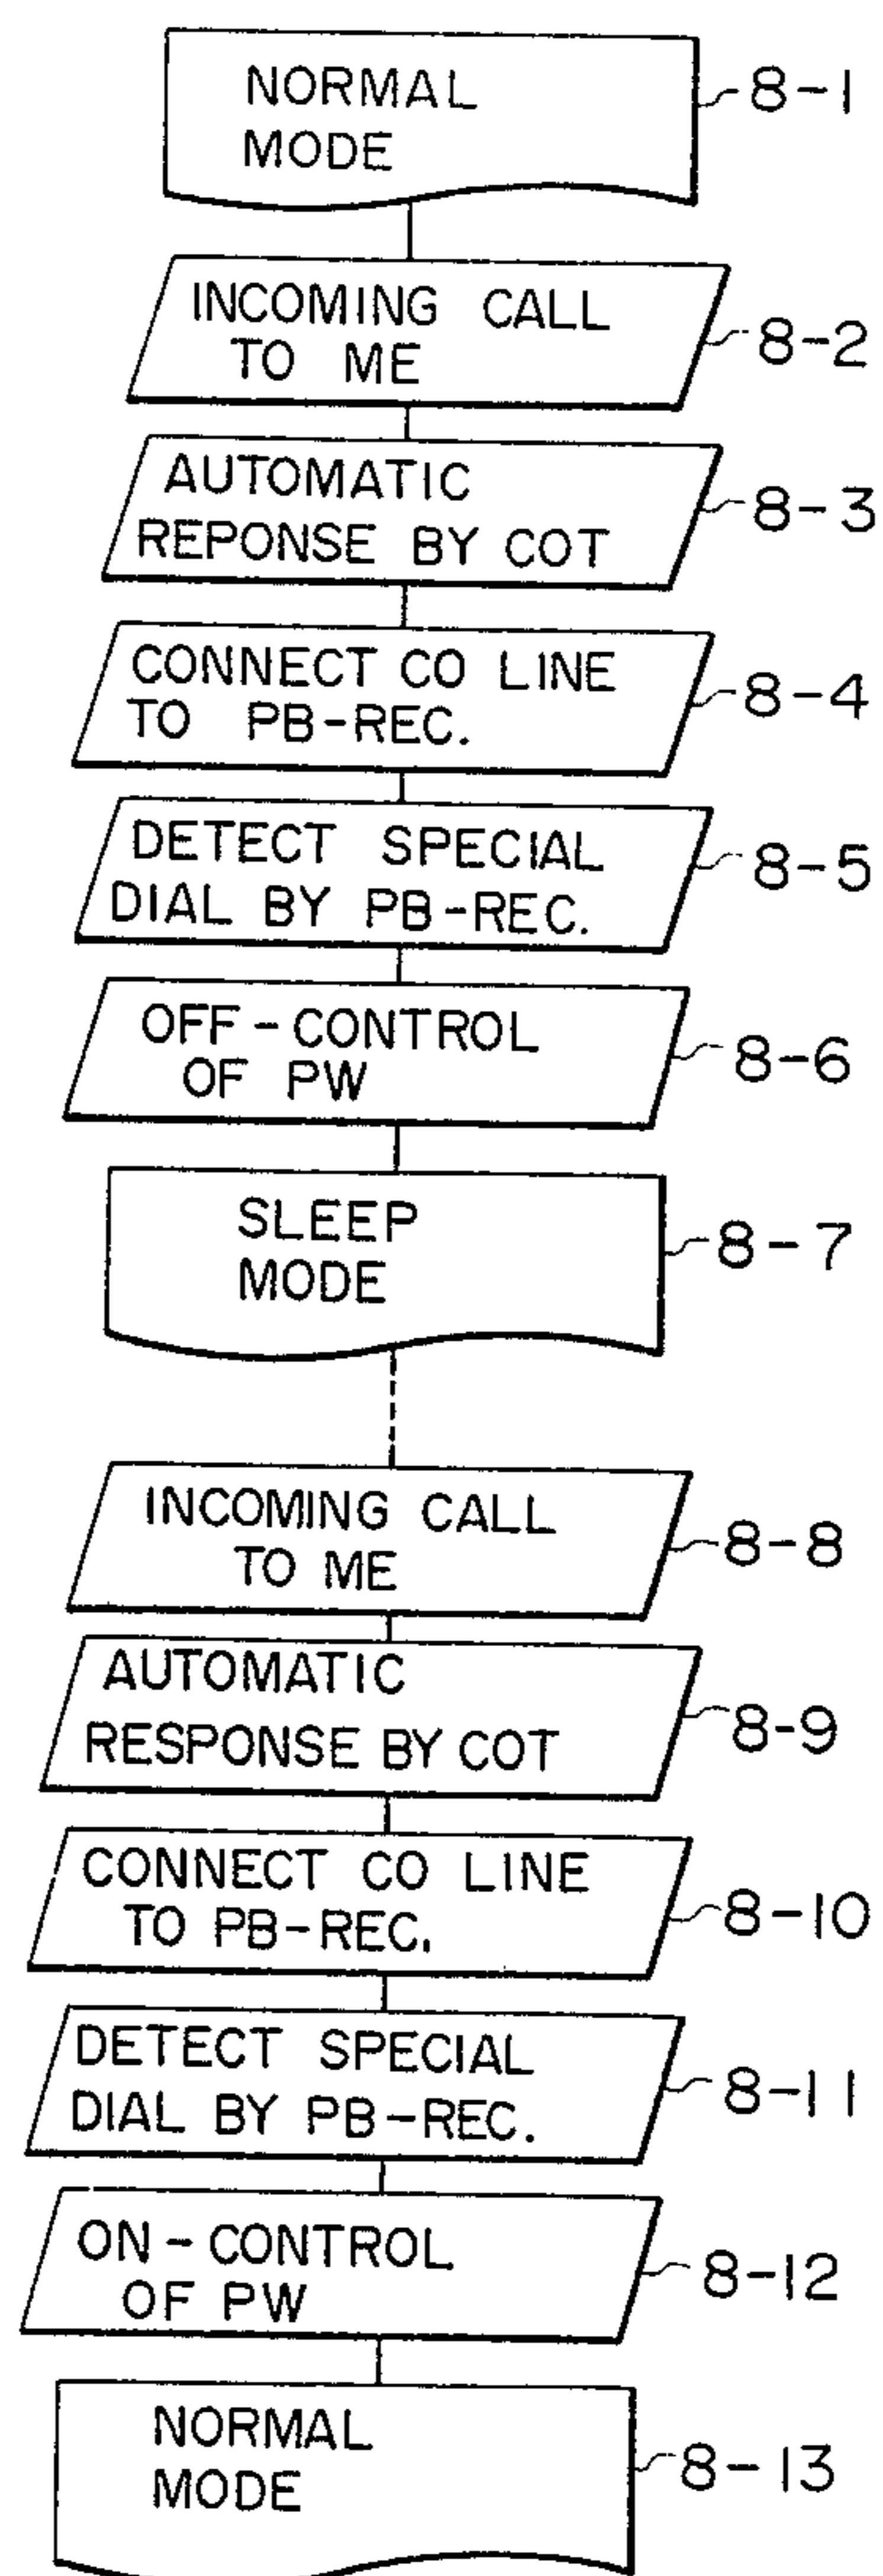 NORMAL
MODE
8-1
INCOMING CALL
TO ME
8-2
AUTOMATIC
REPONSE BY COT
8-3
CONNECT CO LINE
TO PB-REC.
8-4
DETECT SPECIAL
DIAL BY PB-REC.
8-5
OFF-CONTROL
OF PW
8-6
SLEEP
MODE
8-7
INCOMING CALL
TO ME
8-8
AUTOMATIC
RESPONSE BY COT
8-9
CONNECT CO LINE
TO PB-REC.
8-10
DETECT SPECIAL
DIAL BY PB-REC.
8-11
ON-CONTROL
OF PW
8-12
NORMAL
MODE
8-13